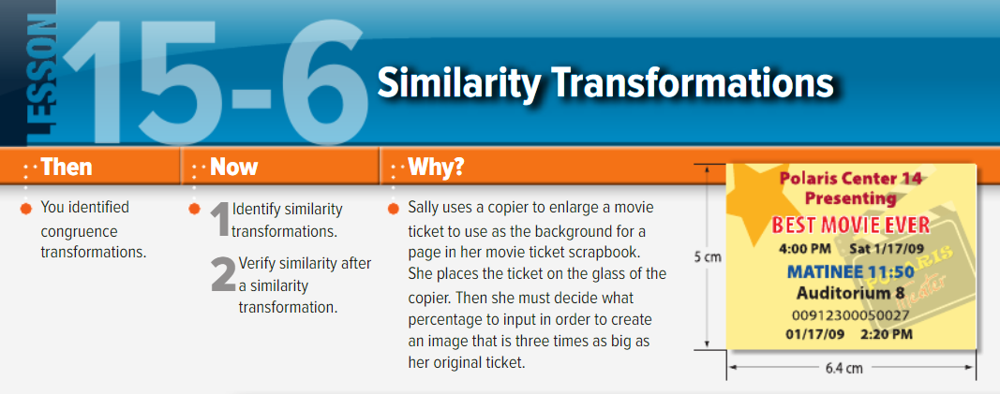 LESSON
15-6
Similarity Transformations
Then
You identified
congruence
transformations.
Now
1 Identify similarity
transformations.
2 Verify similarity after
a similarity
transformation.
Why?
Sally uses a copier to enlarge a movie
ticket to use as the background for a
page in her movie ticket scrapbook.
She places the ticket on the glass of the
copier. Then she must decide what
percentage to input in order to create
an image that is three times as big as
her original ticket.
5 cm
Polaris Center 14
Presenting
BEST MOVIE EVER
4:00 PM Sat 1/17/09
MATINEE 11:50
Auditorium 8
00912300050027
01/17/09 2:20 PM
POLARIS
theater
6.4 cm